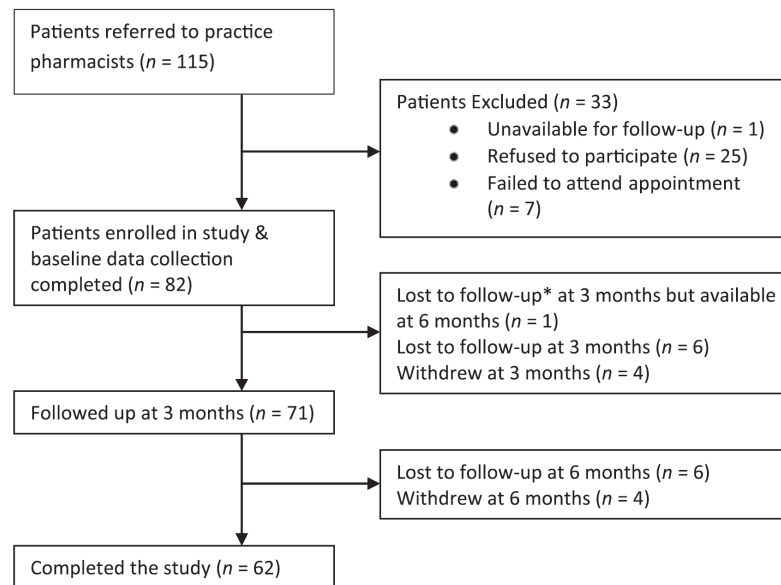 Patients referred to practice
pharmacists (n = 115)
Patients Excluded (n = 33)
● Unavailable for follow-up (n = 1)
● Refused to participate (n = 25)
● Failed to attend appointment
(n = 7)
Patients enrolled in study &
baseline data collection
completed (n = 82)
Lost to follow-up* at 3 months but available
at 6 months (n = 1)
Lost to follow-up at 3 months (n = 6)
Withdrew at 3 months (n = 4)
Followed up at 3 months (n = 71)
Lost to follow-up at 6 months (n = 6)
Withdrew at 6 months (n = 4)
Completed the study (n = 62)